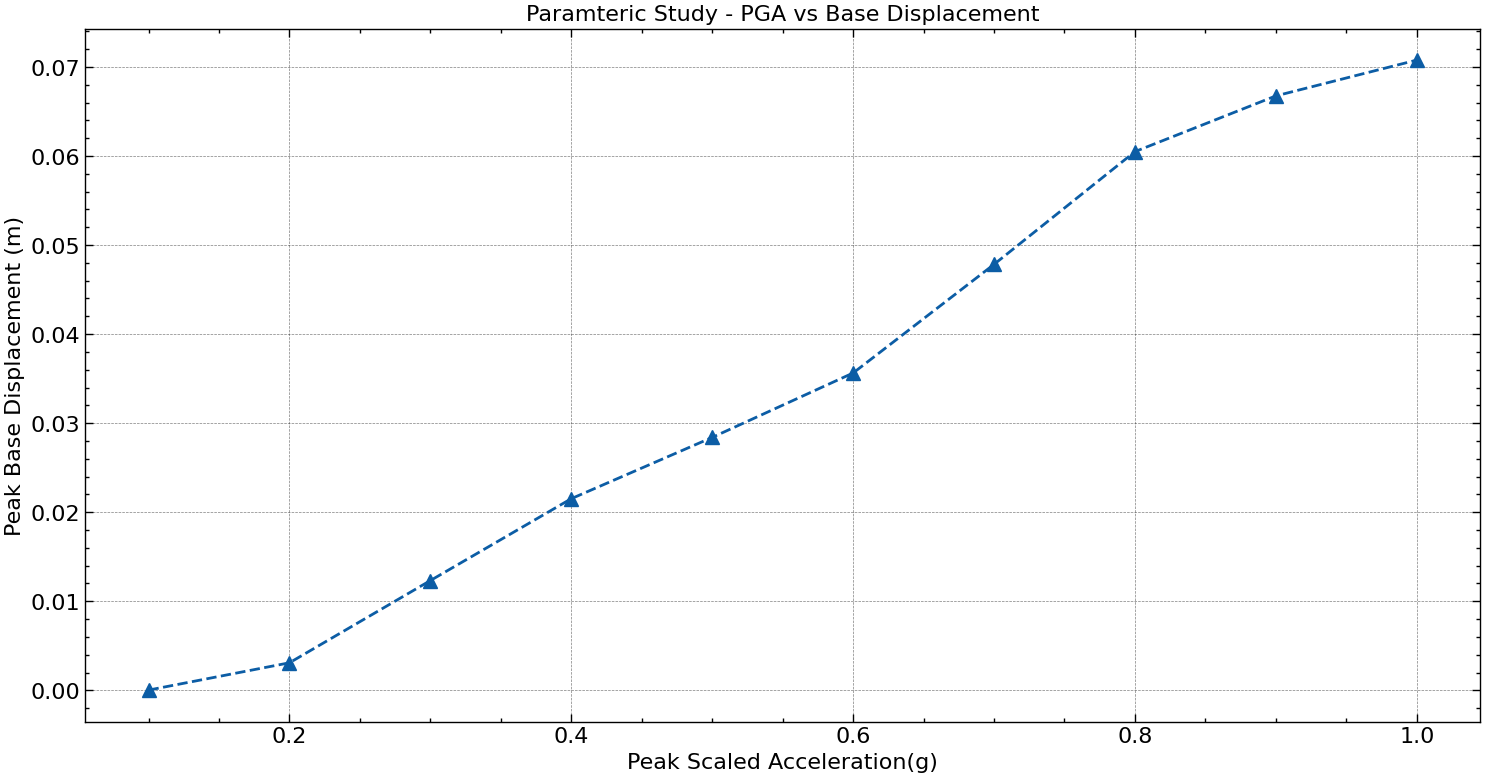 Paramteric Study - PGA vs Base Displacement
0.07
0.06
0.05
0.04
0.03
0.02
0.01
0.00
Peak Base Displacement (m)
0.2 0.4 0.6 0.8 1.0
Peak Scaled Acceleration(g)